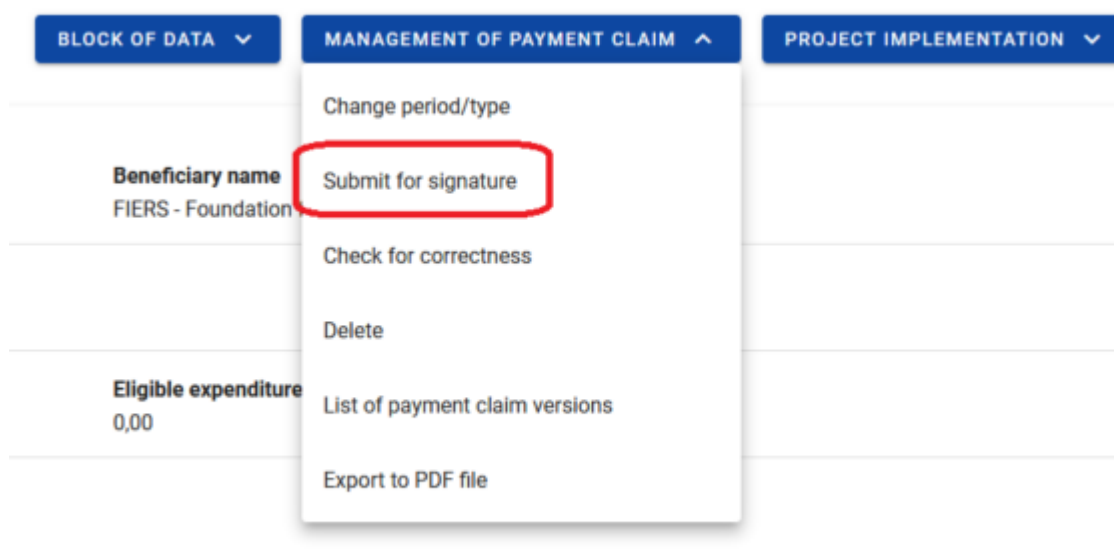 BLOCK OF DATA
MANAGEMENT OF PAYMENT CLAIM
PROJECT IMPLEMENTATION
Change period/type
Beneficiary name
Submit for signature
FIERS - Foundation
Check for correctness
Delete
Eligible expenditure
List of payment claim versions
0,00
Export to PDF file